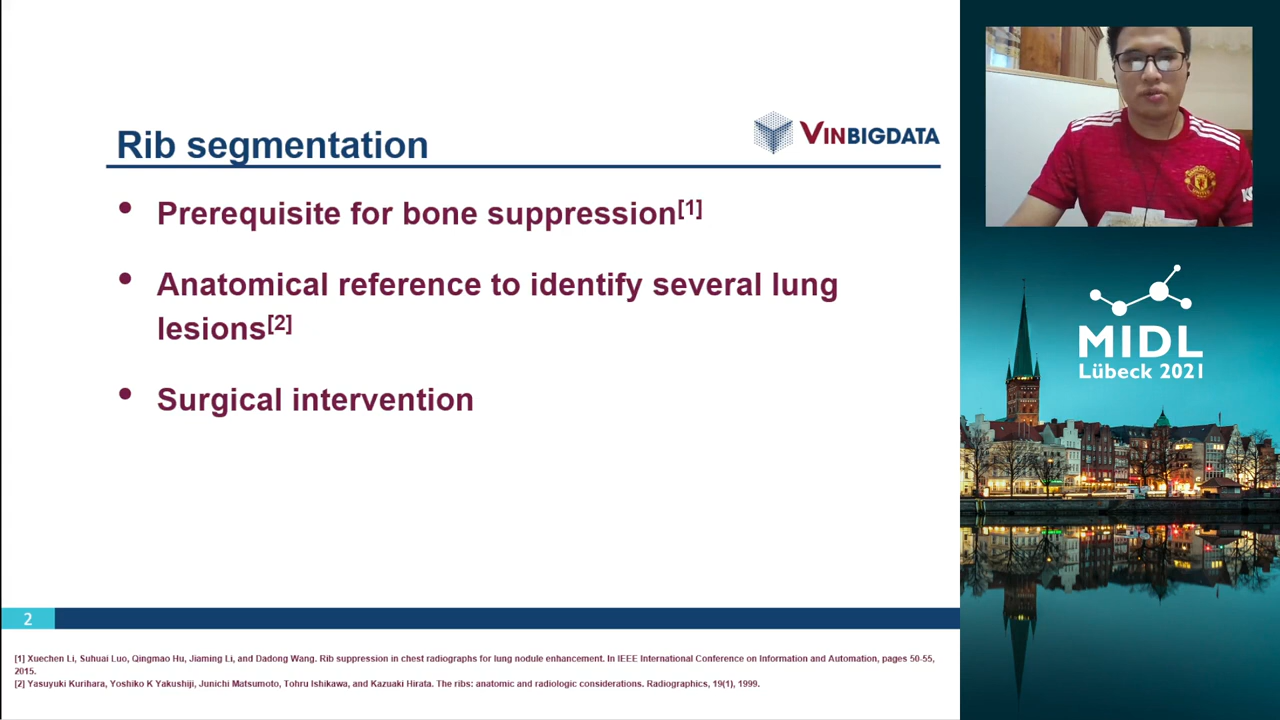 Rib segmentation
VINBIGDATA
• Prerequisite for bone suppression[1]
• Anatomical reference to identify several lung
lesions[2]
• Surgical intervention
2
[1] Xuechen Li, Suhuai Luo, Qingmao Hu, Jiaming Li, and Dadong Wang. Rib suppression in chest radiographs for lung nodule enhancement. In IEEE International Conference on Information and Automation, pages 50-55,
2015.
[2] Yasuyuki Kurihara, Yoshiko K Yakushiji, Junichi Matsumoto, Tohru Ishikawa, and Kazuaki Hirata. The ribs: anatomic and radiologic considerations. Radiographics, 19(1), 1999.
MIDL
Lübeck 2021